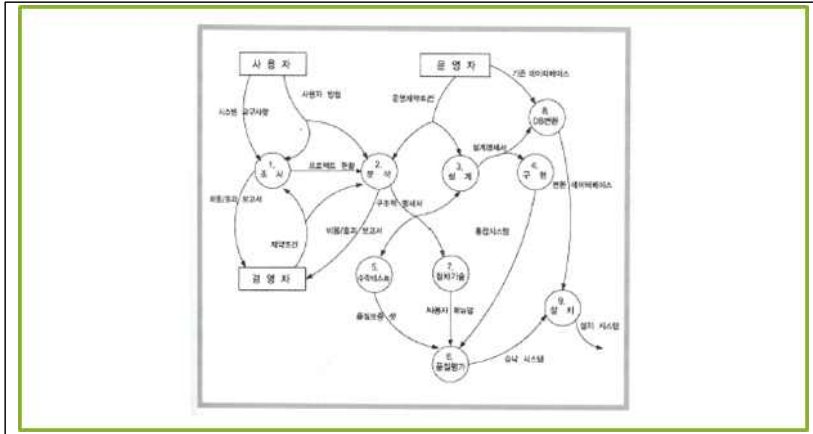 사 용 자
운 영 자
기존 데이터베이스
사용자 방침
운영제약조건
시스템 요구사항
8.
DB변환
설계명세서
1.
조 사
프로젝트 현황
2.
분 석
3.
설 계
4.
구 현
변환 데이터베이스
비용/효과 보고서
구조적 명세서
제약조건
비용/효과 보고서
통합시스템
경 영 자
5.
수락테스트
7.
절차기술
9.
설 치
사용자 매뉴얼
품질보증
설치 시스템
6.
품질평가
승낙 시스템